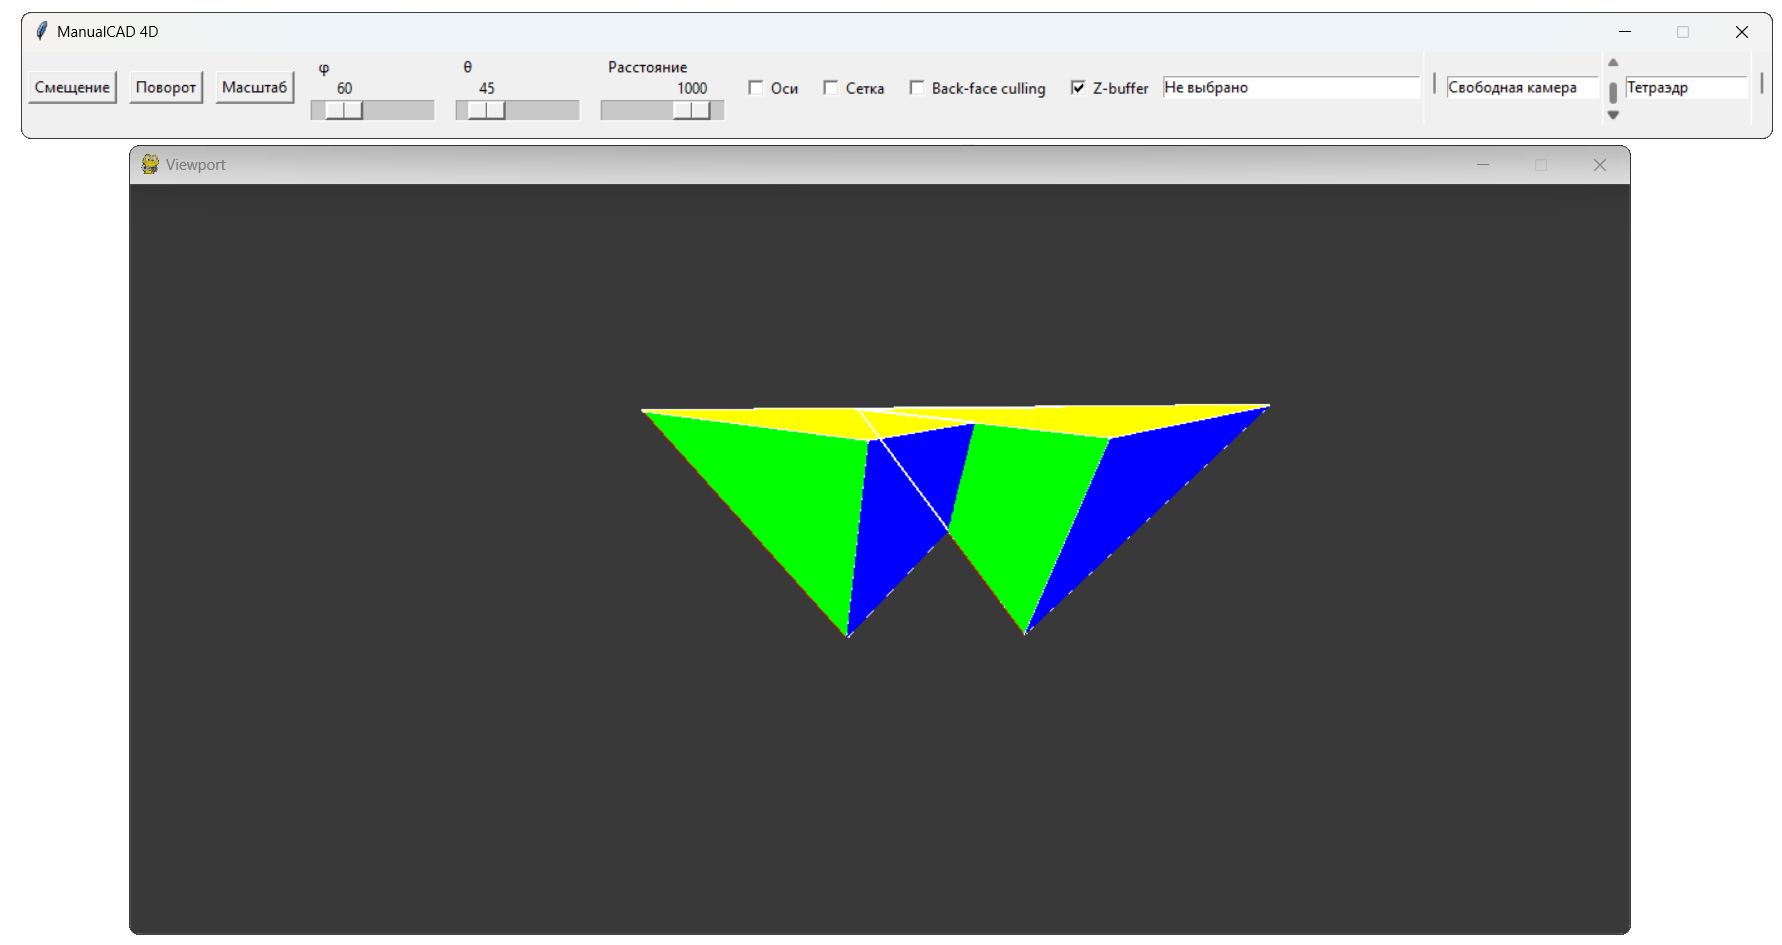 ManualCAD 4D
φ θ Расстояние
Смещение Поворот Масштаб 60 45 1000 Оси Сетка Back-face culling Z-buffer Не выбрано Свободная камера Тетраэдр
Viewport